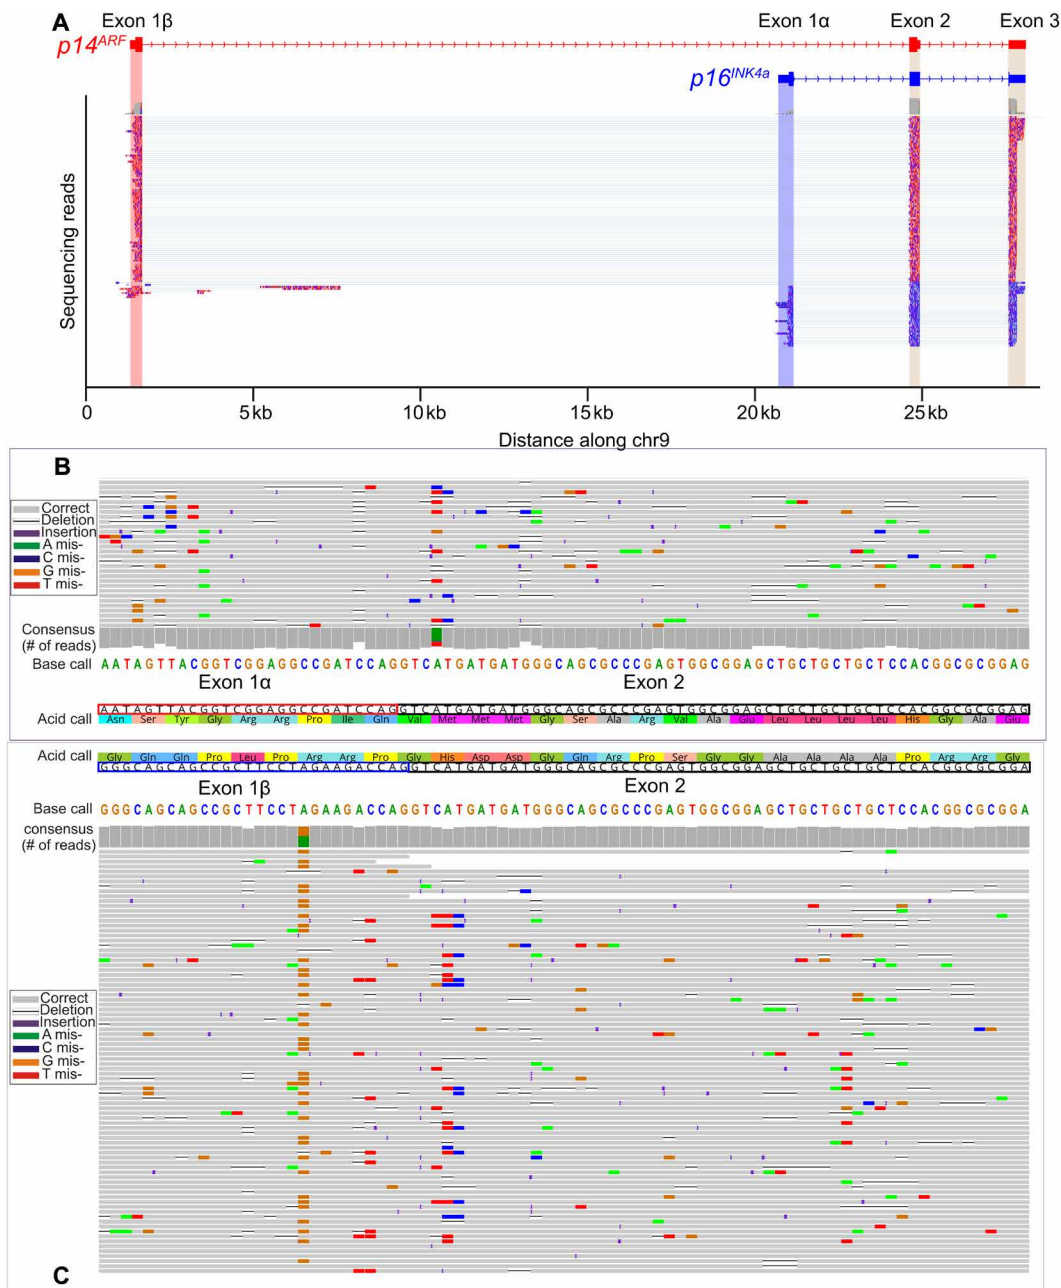 A
Exon 1β Exon 1α Exon 2 Exon 3
p14ARF
p16INK4a
Sequencing reads
0 5kb 10kb 15kb 20kb 25kb
Distance along chr9
B
Correct
Deletion
Insertion
A mis-
C mis-
G mis-
T mis-
Consensus
(# of reads)
Base call AATAGTTACGGTCGGAGGCCGATCCAGGTCATGATGATGGGCAGCGCCCGAGTGGCGGAGCTGCTGCTGCTCCACGGCGCGGAG
Exon 1α Exon 2
AATAGTTACGGTCGGAGGCCGATCCAGGTCATGATGATGGGCAGCGCCCGAGTGGCGGAGCTGCTGCTGCTCCACGGCGCGGAG
Acid call Asn Ser Tyr Gly Arg Arg Pro Ile Gln Val Met Met Met Gly Ser Ala Arg Val Ala Glu Leu Leu Leu Leu His Gly Ala Glu
Acid call Gly Gln Gln Pro Leu Pro Arg Arg Pro Gly His Asp Asp Gly Gln Arg Pro Ser Gly Gly Ala Ala Ala Ala Pro Arg Arg Gly
GGGCAGCAGCCGCTTCCTAGAAGACCAGGTCATGATGATGGGCAGCGCCCGAGTGGCGGAGCTGCTGCTGCTCCACGGCGCGGA
Exon 1β Exon 2
Base call GGGCAGCAGCCGCTTCCTAGAAGACCAGGTCATGATGATGGGCAGCGCCCGAGTGGCGGAGCTGCTGCTGCTCCACGGCGCGGA
consensus
(# of reads)
Correct
Deletion
Insertion
A mis-
C mis-
G mis-
T mis-
C